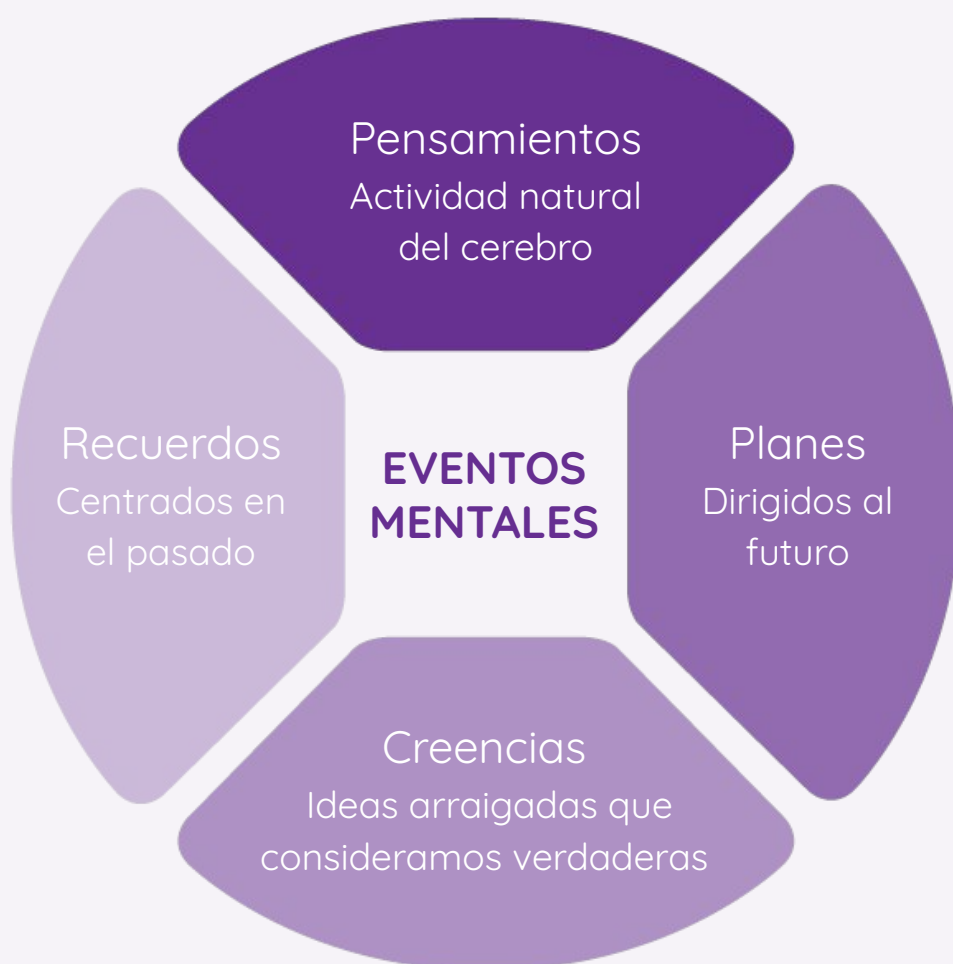 Pensamientos
Actividad natural
del cerebro
Recuerdos
Centrados en
el pasado
EVENTOS
MENTALES
Planes
Dirigidos al
futuro
Creencias
Ideas arraigadas que
consideramos verdaderas